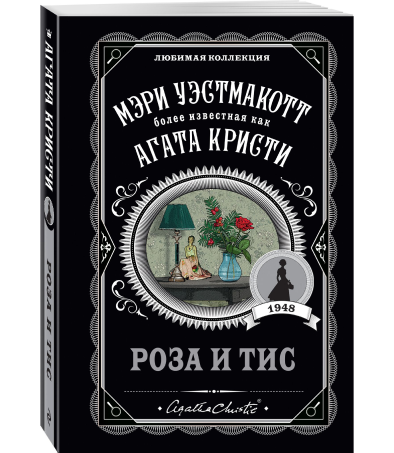 ЛЮБИМАЯ КОЛЛЕКЦИЯ
МЭРИ УЭСТМАКОТТ
более известная как
АГАТА КРИСТИ
1948
РОЗА И ТИС
Agatha Christie
АГАТА КРИСТИ
РОЗА И ТИС